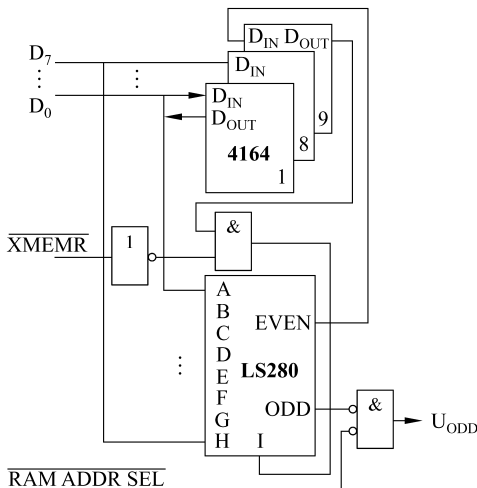 D_IN D_OUT
D_7
D_IN
D_0
D_IN
D_OUT
9
8
4164
1
&
XMEMR
1
A
B
EVEN
C
D
LS280
E
F
ODD
&
G
U_ODD
H I
RAM ADDR SEL